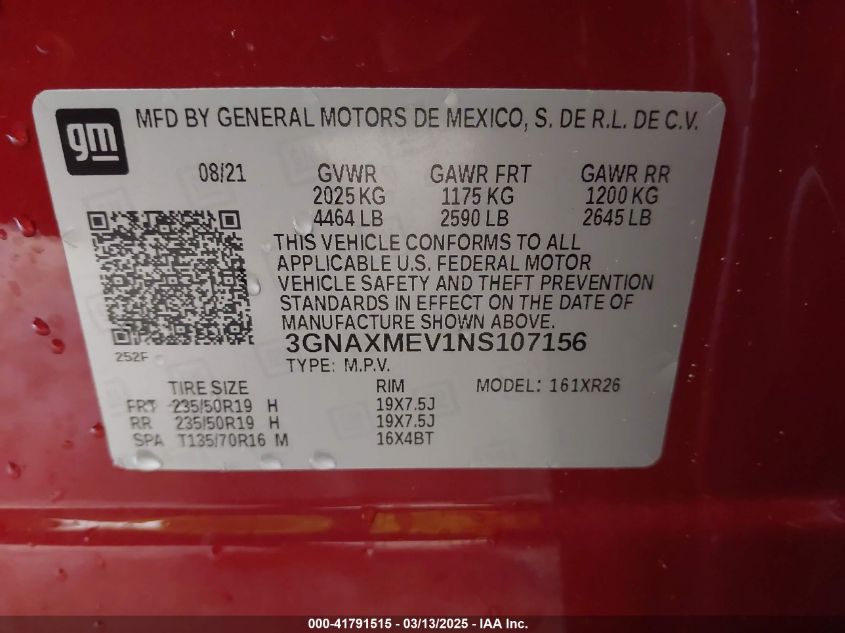 gm
MFD BY GENERAL MOTORS DE MEXICO, S. DE R.L. DE C.V.
08/21 GVWR GAWR FRT GAWR RR
2025 KG 1175 KG 1200 KG
4464 LB 2590 LB 2645 LB
THIS VEHICLE CONFORMS TO ALL
APPLICABLE U.S. FEDERAL MOTOR
VEHICLE SAFETY AND THEFT PREVENTION
STANDARDS IN EFFECT ON THE DATE OF
MANUFACTURE SHOWN ABOVE.
252F 3GNAXMEV1NS107156
TYPE: M.P.V.
TIRE SIZE RIM MODEL: 161XR26
FRT 235/50R19 H 19X7.5J
RR 235/50R19 H 19X7.5J
SPA T135/70R16 M 16X4BT
000-41791515 - 03/13/2025 - IAAI.com